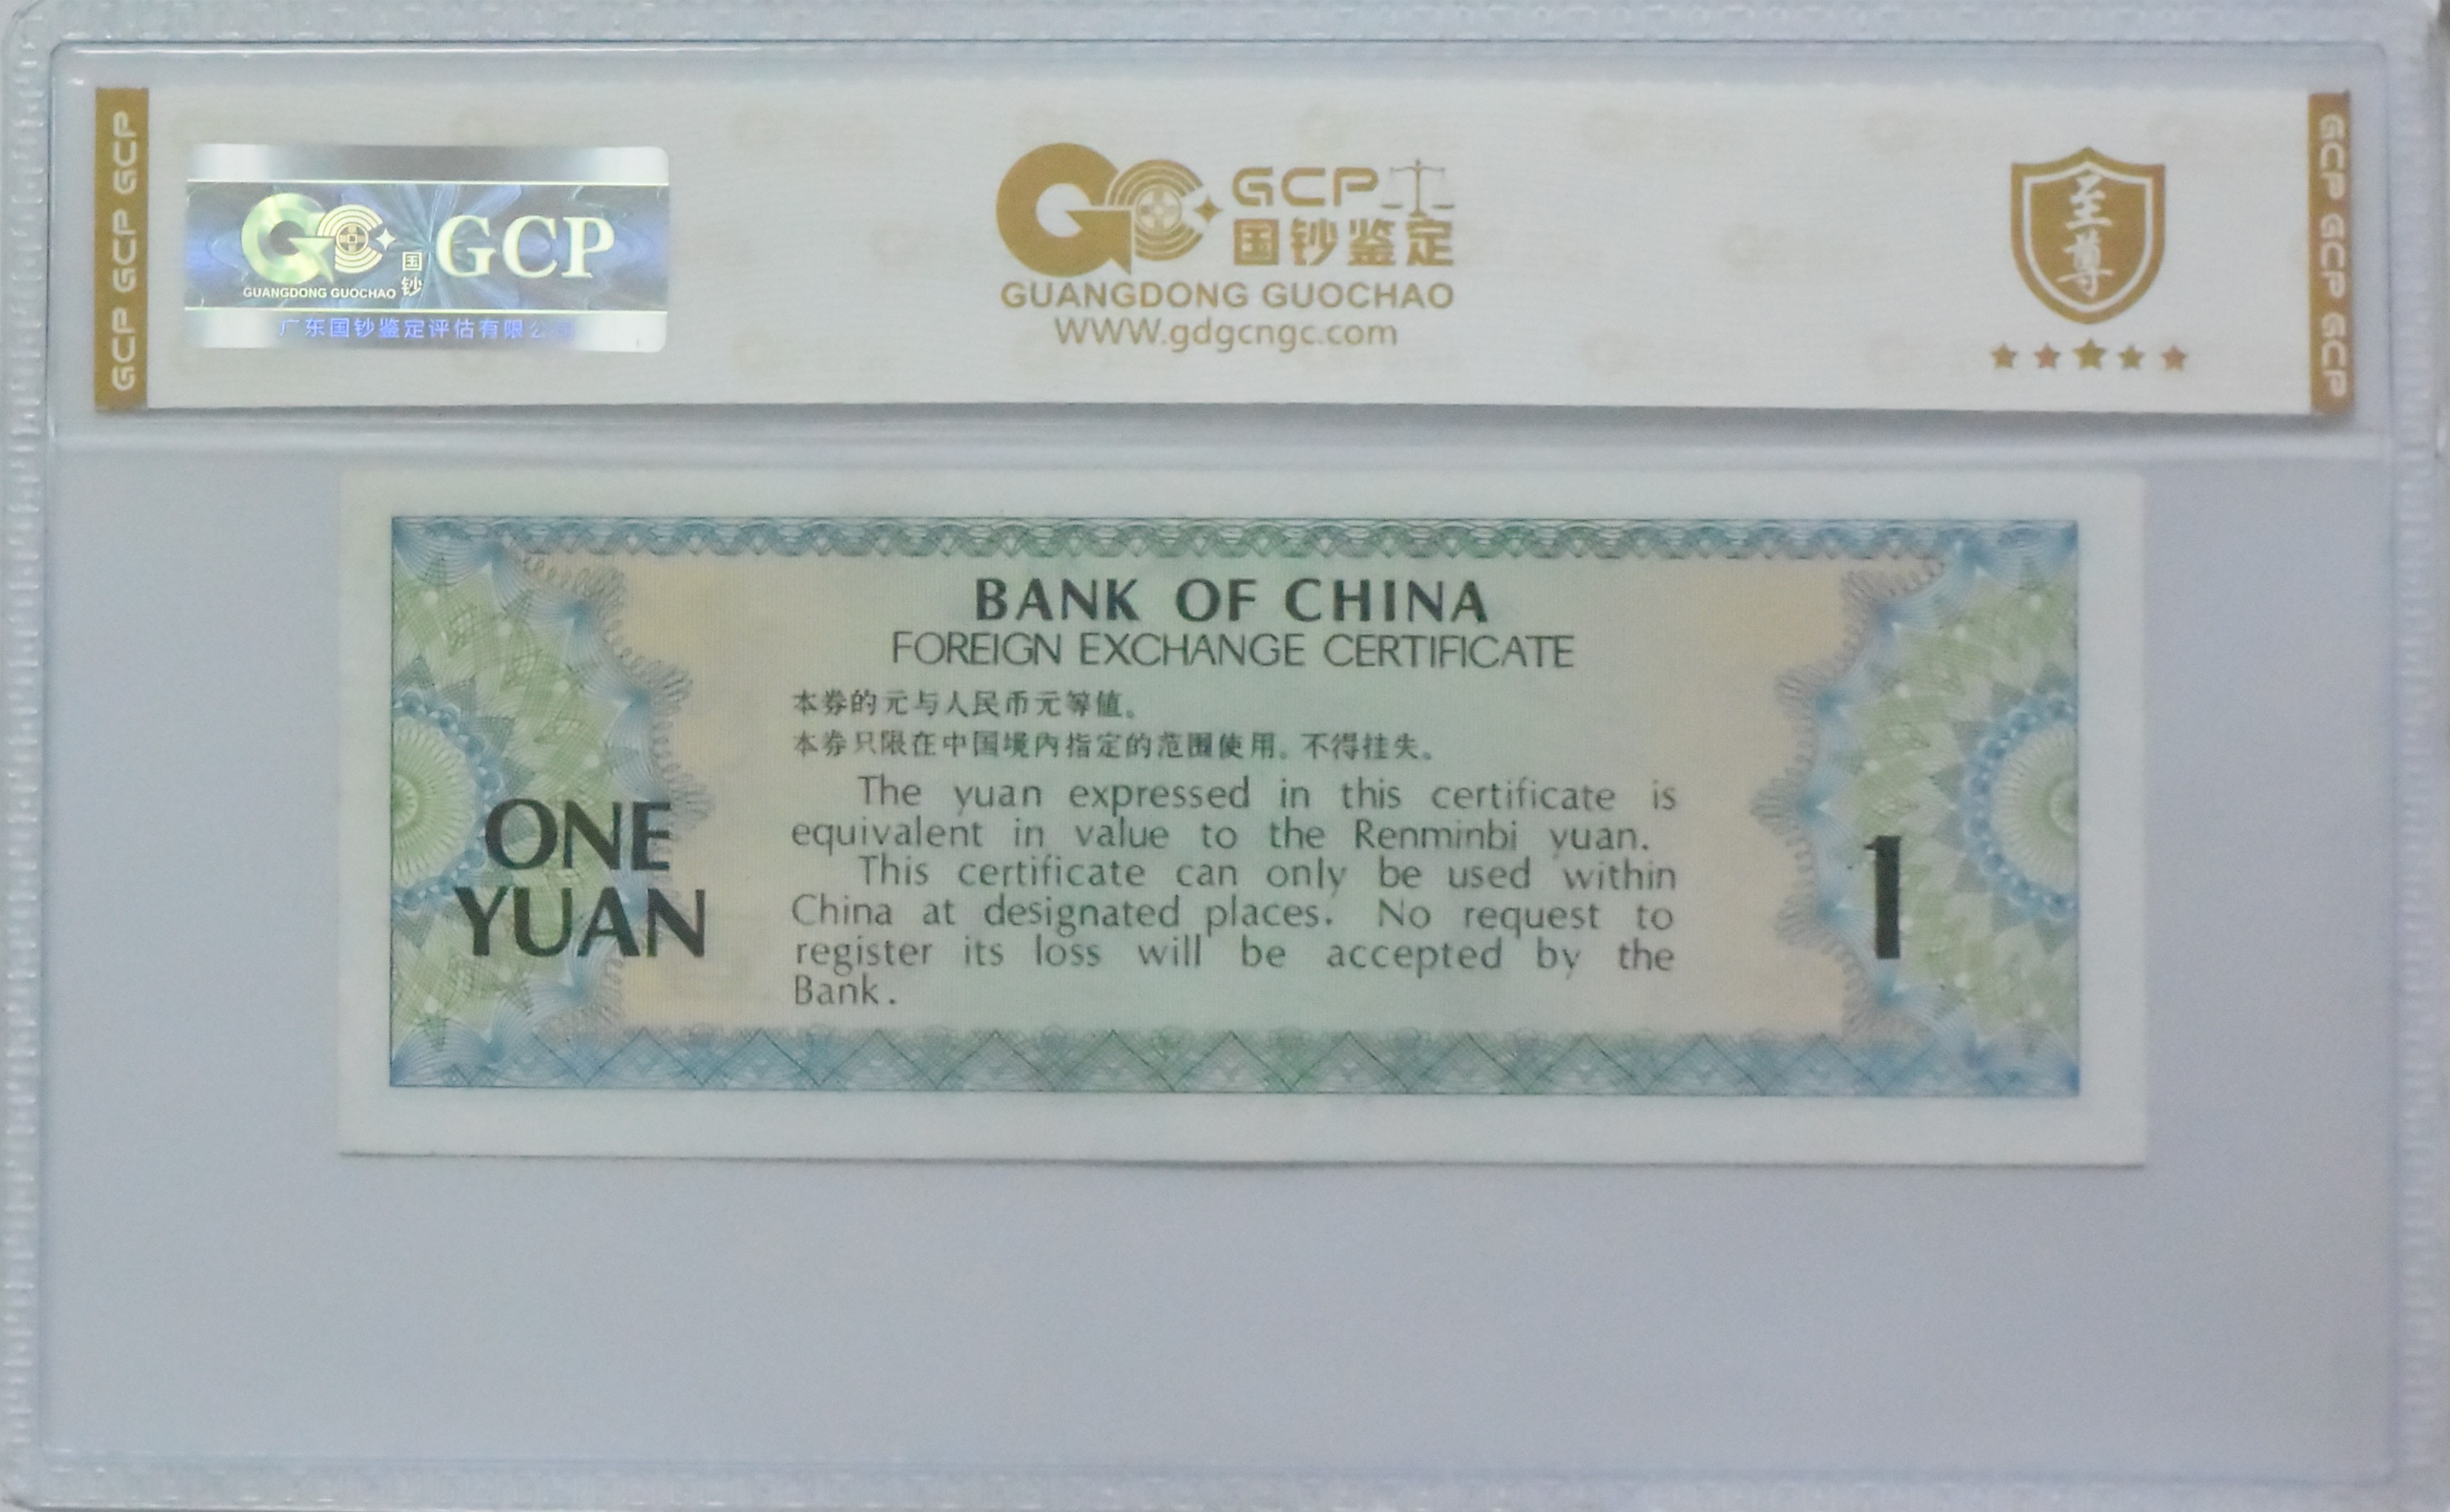 GCP GCP GCP
GCP
国
钞
GUANGDONG GUOCHAO
广东国钞鉴定评估有限公司
GCP
国钞鉴定
GUANGDONG GUOCHAO
WWW.gdgcngc.com
至
尊
GCP GCP GCP
BANK OF CHINA
FOREIGN EXCHANGE CERTIFICATE
本券的元与人民币元等值。
本券只限在中国境内指定的范围使用。不得挂失。
The yuan expressed in this certificate is
equivalent in value to the Renminbi yuan.
This certificate can only be used within
China at designated places. No request to
register its loss will be accepted by the
Bank.
ONE
YUAN
1